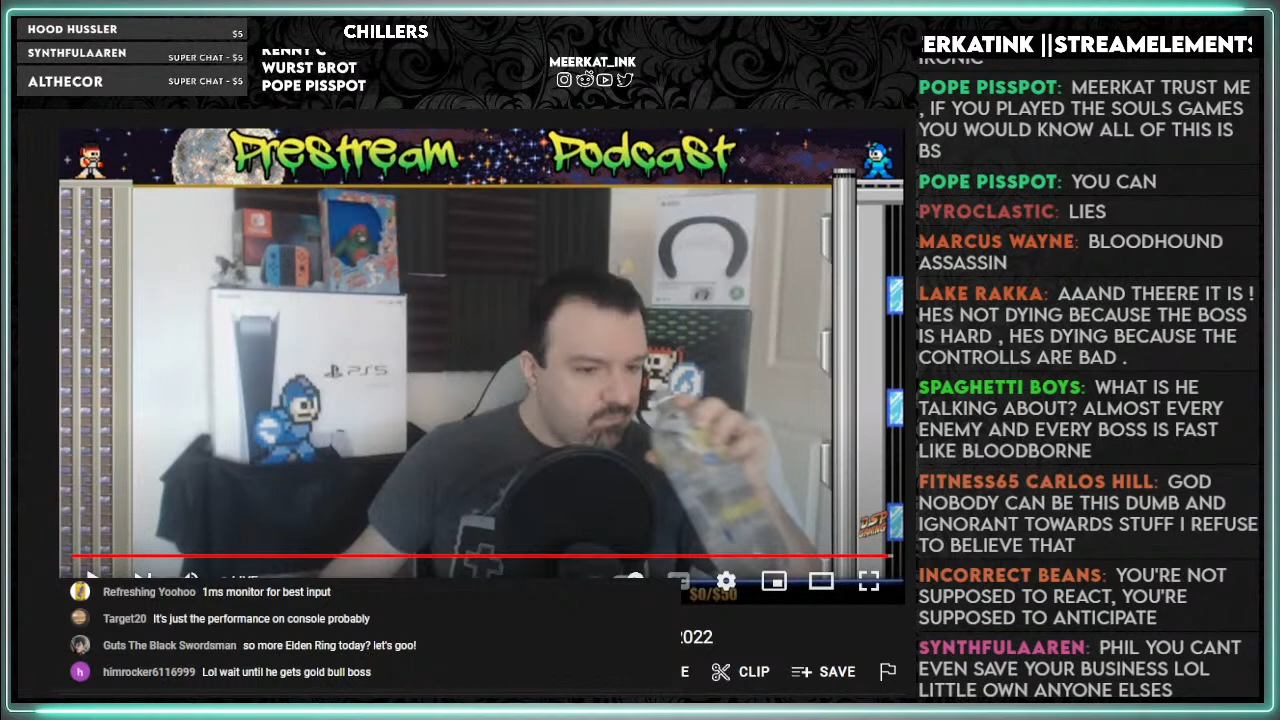 HOOD HUSSLER
$5
SYNTHFULAAREN
SUPER CHAT - $5
ALTHECOR
SUPER CHAT - $5
CHILLERS
KENNY C
WURST BROT
POPE PISSPOT
MEERKAT_INK
ERKATINK ||STREAMELEMENTS
IRONIC
POPE PISSPOT: MEERKAT TRUST ME
, IF YOU PLAYED THE SOULS GAMES
YOU WOULD KNOW ALL OF THIS IS
BS
POPE PISSPOT: YOU CAN
PYROCLASTIC: LIES
MARCUS WAYNE: BLOODHOUND
ASSASSIN
LAKE RAKKA: AAAND THEERE IT IS !
HES NOT DYING BECAUSE THE BOSS
IS HARD , HES DYING BECAUSE THE
CONTROLLS ARE BAD .
SPAGHETTI BOYS: WHAT IS HE
TALKING ABOUT? ALMOST EVERY
ENEMY AND EVERY BOSS IS FAST
LIKE BLOODBORNE
FITNESS65 CARLOS HILL: GOD
NOBODY CAN BE THIS DUMB AND
IGNORANT TOWARDS STUFF I REFUSE
TO BELIEVE THAT
INCORRECT BEANS: YOU'RE NOT
SUPPOSED TO REACT, YOU'RE
SUPPOSED TO ANTICIPATE
SYNTHFULAAREN: PHIL YOU CANT
EVEN SAVE YOUR BUSINESS LOL
LITTLE OWN ANYONE ELSES
Prestream Podcast
PS5
DSP
GAMING
$0/$50
Refreshing Yoohoo 1ms monitor for best input
Target20 It's just the performance on console probably
Guts The Black Swordsman so more Elden Ring today? let's goo!
h himrocker6116999 Lol wait until he gets gold bull boss
2022
E CLIP SAVE